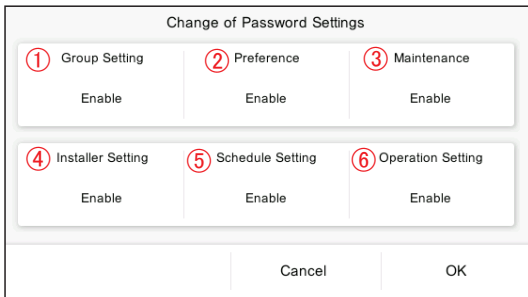 Change of Password Settings
① Group Setting ② Preference ③ Maintenance
Enable Enable Enable
④ Installer Setting ⑤ Schedule Setting ⑥ Operation Setting
Enable Enable Enable
Cancel OK